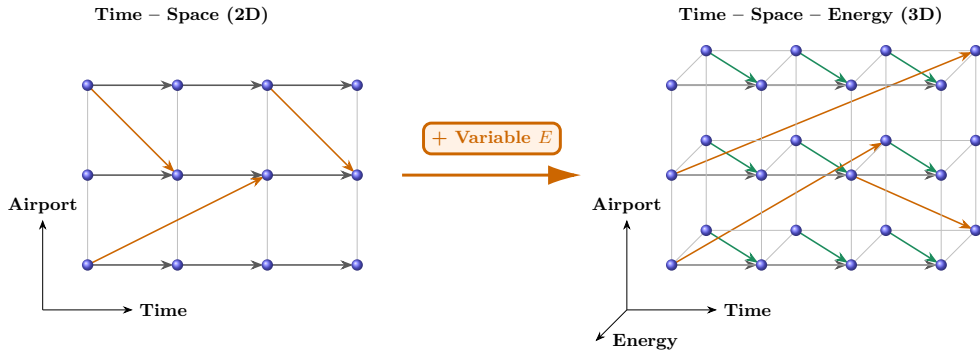 Time – Space (2D)
Time – Space – Energy (3D)
+ Variable E
Airport
Time
Airport
Time
Energy